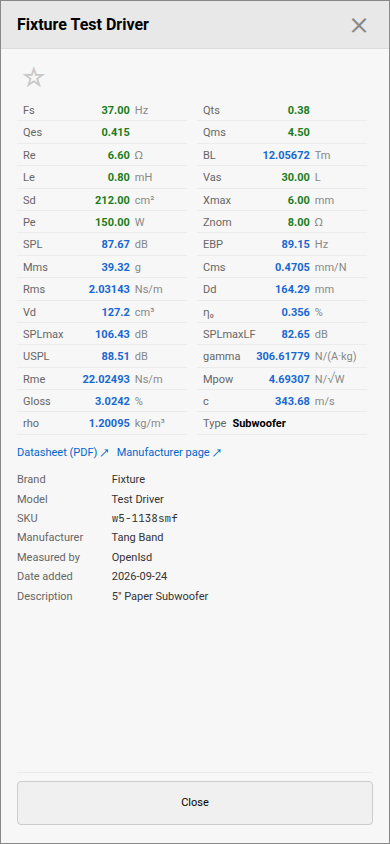 Fixture Test Driver
Fs 37.00 Hz Qts 0.38
Qes 0.415 Qms 4.50
Re 6.60 Ω BL 12.05672 Tm
Le 0.80 mH Vas 30.00 L
Sd 212.00 cm² Xmax 6.00 mm
Pe 150.00 W Znom 8.00 Ω
SPL 87.67 dB EBP 89.15 Hz
Mms 39.32 g Cms 0.4705 mm/N
Rms 2.03143 Ns/m Dd 164.29 mm
Vd 127.2 cm³ η₀ 0.356 %
SPLmax 106.43 dB SPLmaxLF 82.65 dB
USPL 88.51 dB gamma 306.61779 N/(A·kg)
Rme 22.02493 Ns/m Mpow 4.69307 N/√W
Gloss 3.0242 % c 343.68 m/s
rho 1.20095 kg/m³ Type Subwoofer
Datasheet (PDF) ↗ Manufacturer page ↗
Brand Fixture
Model Test Driver
SKU w5-1138smf
Manufacturer Tang Band
Measured by OpenIsd
Date added 2026-09-24
Description 5" Paper Subwoofer
Close